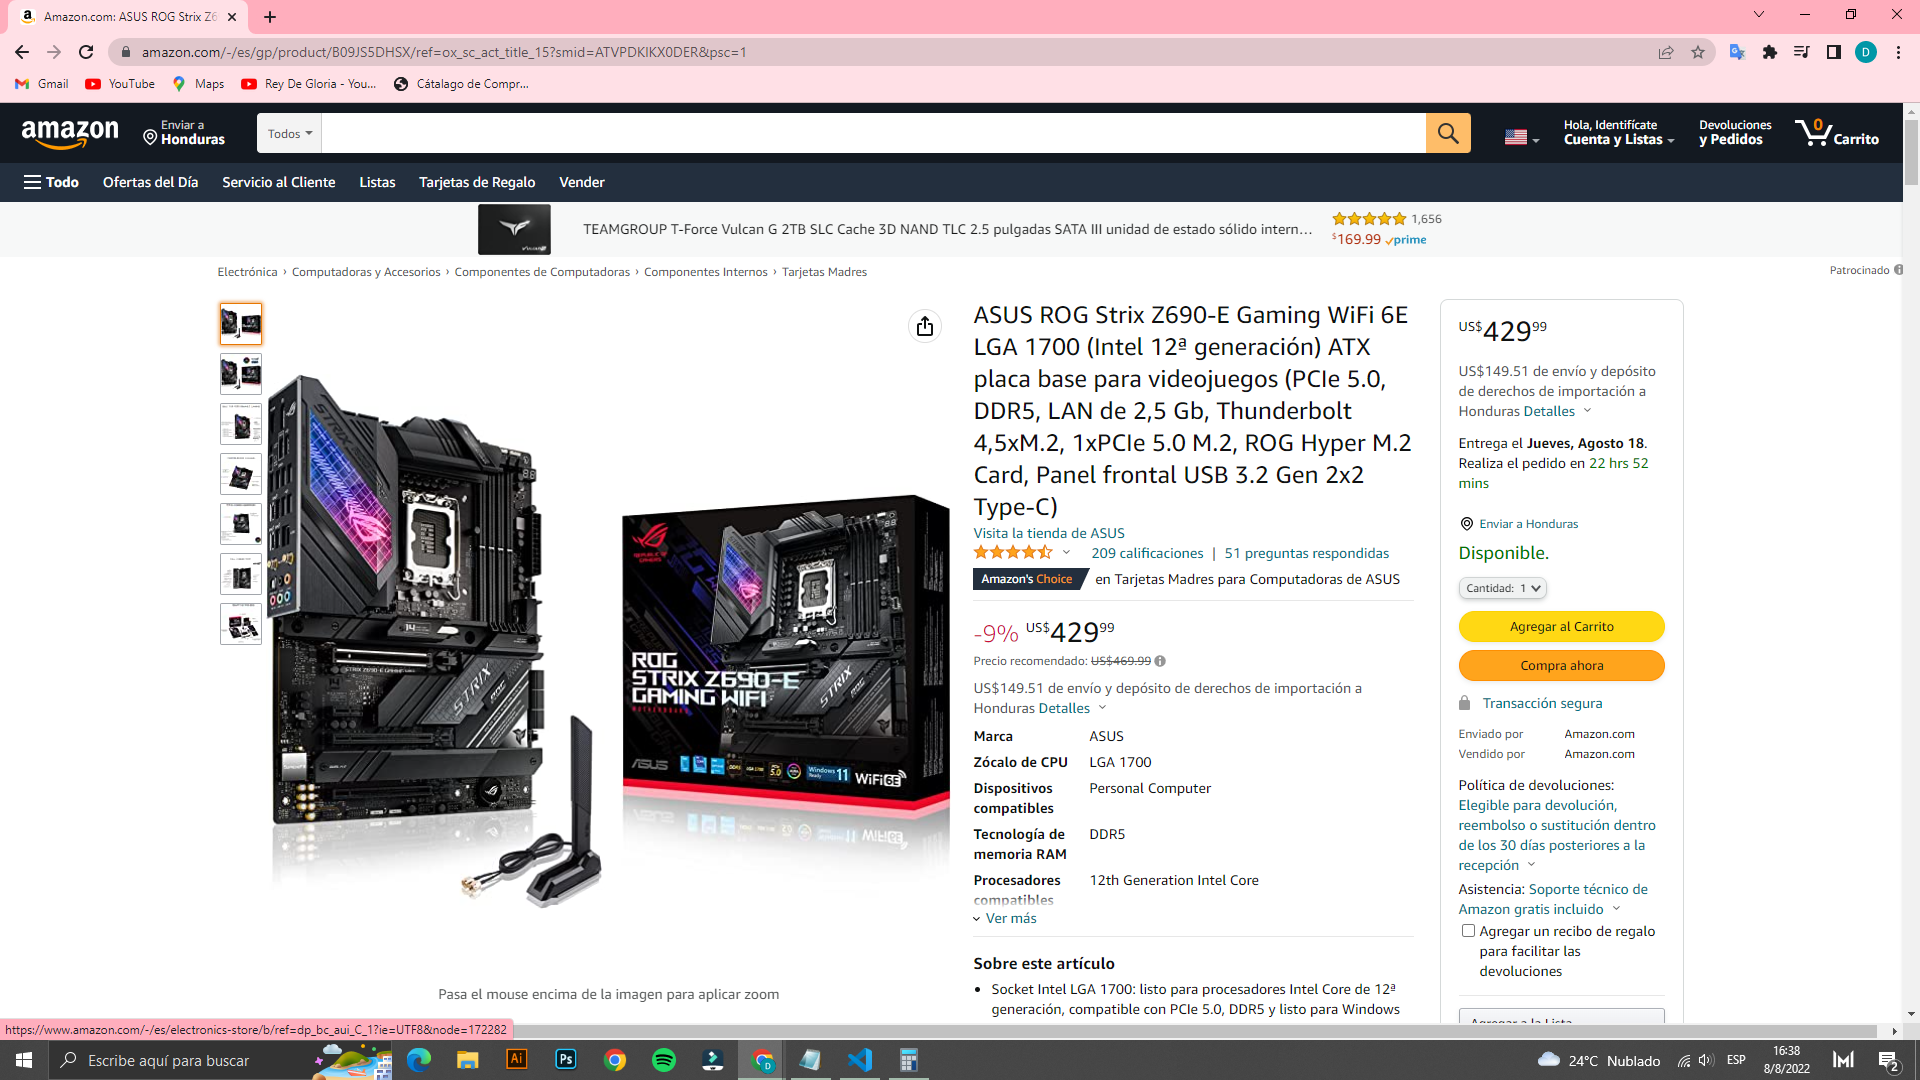 Amazon.com: ASUS ROG Strix Z6
amazon.com/-/es/gp/product/B09JS5DHSX/ref=ox_sc_act_title_15?smid=ATVPDKIKX0DER&psc=1
D
Gmail
YouTube
Maps
Rey De Gloria - You...
Cátalago de Compr...
amazon
Enviar a
Honduras
Todos
Hola, Identifícate
Cuenta y Listas
Devoluciones
y Pedidos
0
Carrito
Todo
Ofertas del Día
Servicio al Cliente
Listas
Tarjetas de Regalo
Vender
TEAMGROUP T-Force Vulcan G 2TB SLC Cache 3D NAND TLC 2.5 pulgadas SATA III unidad de estado sólido intern...
1,656
$169.99 prime
Electrónica › Computadoras y Accesorios › Componentes de Computadoras › Componentes Internos › Tarjetas Madres
Patrocinado
STRIX
STRIX
ROG
STRIX Z690-E
GAMING WIFI
ASUS
Windows 11
WiFi6E
Pasa el mouse encima de la imagen para aplicar zoom
ASUS ROG Strix Z690-E Gaming WiFi 6E
LGA 1700 (Intel 12ª generación) ATX
placa base para videojuegos (PCIe 5.0,
DDR5, LAN de 2,5 Gb, Thunderbolt
4,5xM.2, 1xPCIe 5.0 M.2, ROG Hyper M.2
Card, Panel frontal USB 3.2 Gen 2x2
Type-C)
Visita la tienda de ASUS
209 calificaciones | 51 preguntas respondidas
Amazon's Choice en Tarjetas Madres para Computadoras de ASUS
-9% US$429 99
Precio recomendado: US$469.99
US$149.51 de envío y depósito de derechos de importación a
Honduras Detalles
Marca ASUS
Zócalo de CPU LGA 1700
Dispositivos Personal Computer
compatibles
Tecnología de DDR5
memoria RAM
Procesadores 12th Generation Intel Core
compatibles
Ver más
Sobre este artículo
• Socket Intel LGA 1700: listo para procesadores Intel Core de 12ª
generación, compatible con PCIe 5.0, DDR5 y listo para Windows
US$429 99
US$149.51 de envío y depósito
de derechos de importación a
Honduras Detalles
Entrega el Jueves, Agosto 18.
Realiza el pedido en 22 hrs 52
mins
Enviar a Honduras
Disponible.
Cantidad: 1
Agregar al Carrito
Compra ahora
Transacción segura
Enviado por Amazon.com
Vendido por Amazon.com
Política de devoluciones:
Elegible para devolución,
reembolso o sustitución dentro
de los 30 días posteriores a la
recepción
Asistencia: Soporte técnico de
Amazon gratis incluido
Agregar un recibo de regalo
para facilitar las
devoluciones
Agregar a la Lista
https://www.amazon.com/-/es/electronics-store/b/ref=dp_bc_aui_C_1?ie=UTF8&node=172282
Escribe aquí para buscar
Ai
Ps
D
24°C Nublado
ESP
16:38
8/8/2022
2